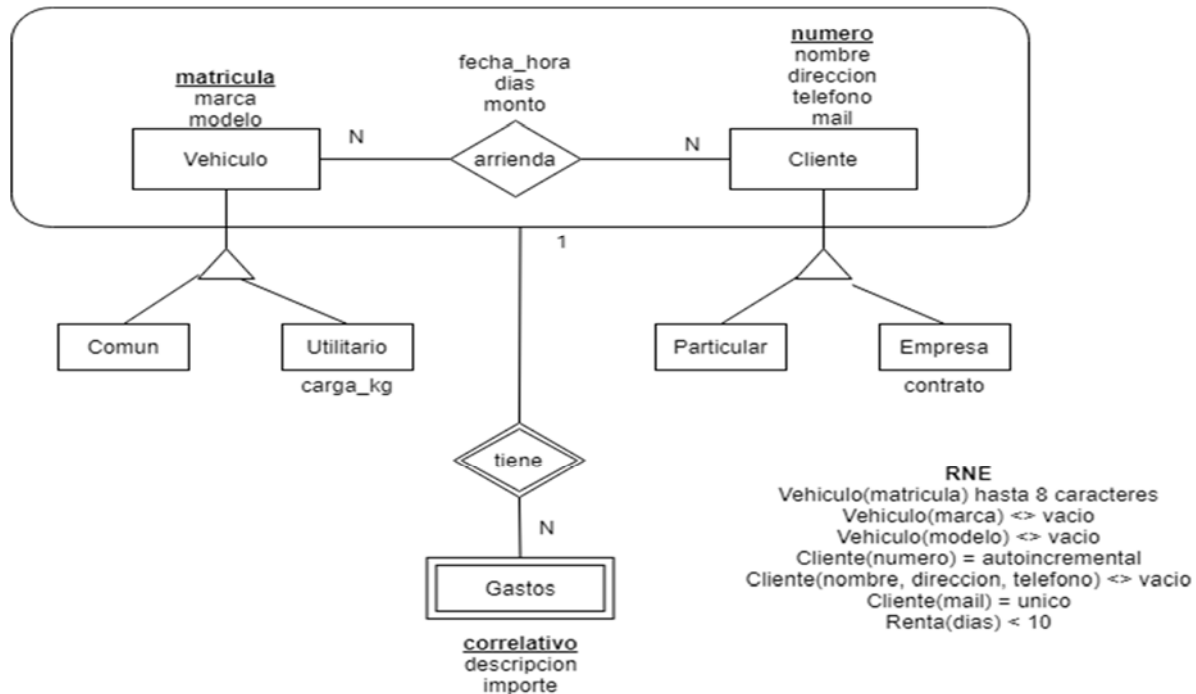 matricula
marca
modelo
Vehiculo
N
fecha_hora
dias
monto
arrienda
N
numero
nombre
direccion
telefono
mail
Cliente
1
Comun
Utilitario
carga_kg
Particular
Empresa
contrato
tiene
N
Gastos
correlativo
descripcion
importe
RNE
Vehiculo(matricula) hasta 8 caracteres
Vehiculo(marca) <> vacio
Vehiculo(modelo) <> vacio
Cliente(numero) = autoincremental
Cliente(nombre, direccion, telefono) <> vacio
Cliente(mail) = unico
Renta(dias) < 10